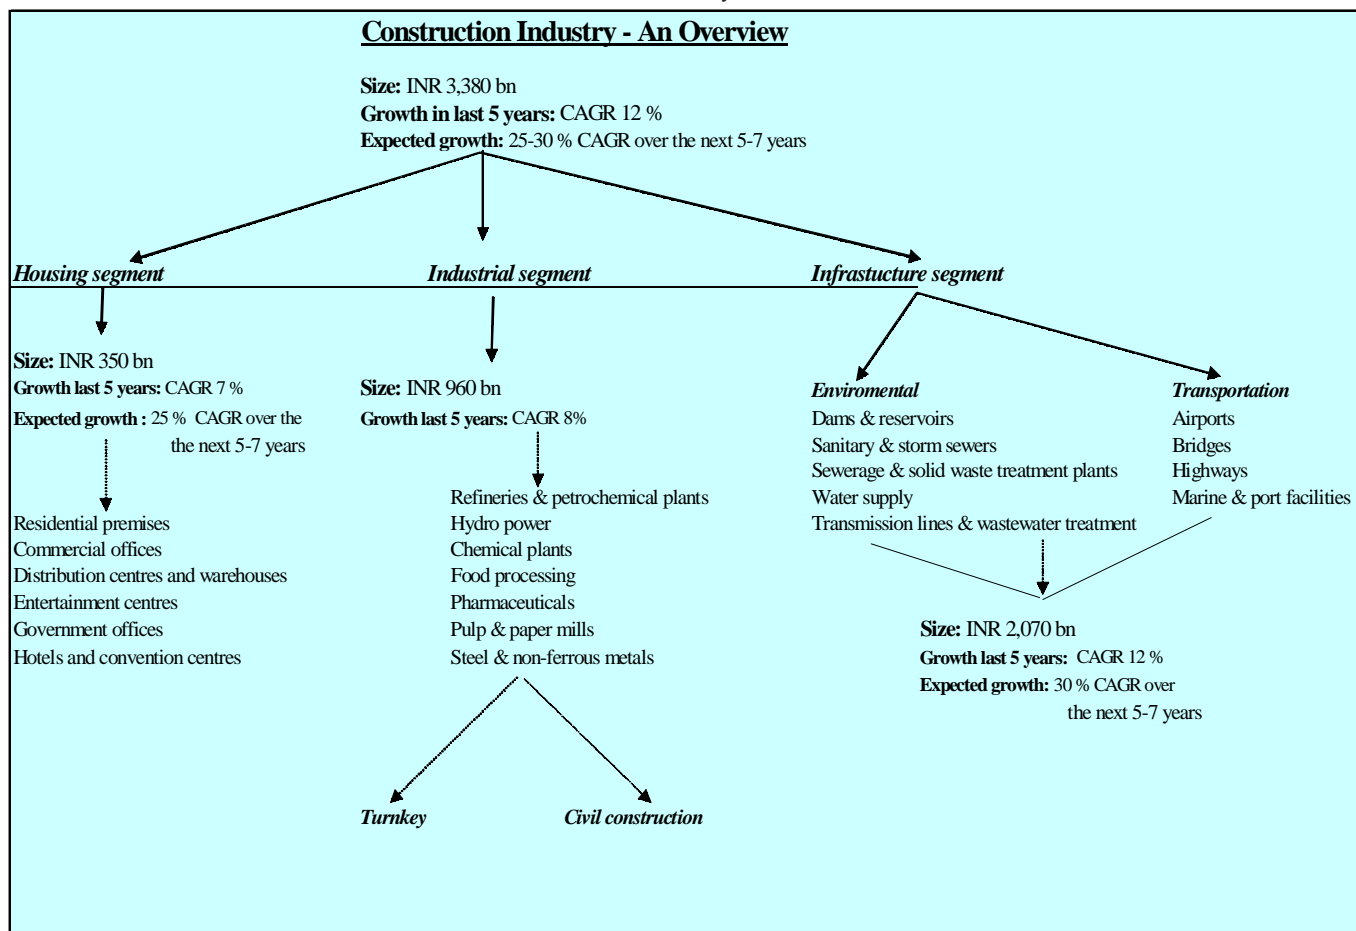 Construction Industry - An Overview
Size: INR 3,380 bn
Growth in last 5 years: CAGR 12 %
Expected growth: 25-30 % CAGR over the next 5-7 years
Housing segment
Industrial segment
Infrastucture segment
Size: INR 350 bn
Growth last 5 years: CAGR 7 %
Expected growth : 25 % CAGR over the
the next 5-7 years
Residential premises
Commercial offices
Distribution centres and warehouses
Entertainment centres
Government offices
Hotels and convention centres
Size: INR 960 bn
Growth last 5 years: CAGR 8%
Refineries & petrochemical plants
Hydro power
Chemical plants
Food processing
Pharmaceuticals
Pulp & paper mills
Steel & non-ferrous metals
Turnkey
Civil construction
Enviromental
Dams & reservoirs
Sanitary & storm sewers
Sewerage & solid waste treatment plants
Water supply
Transmission lines & wastewater treatment
Transportation
Airports
Bridges
Highways
Marine & port facilities
Size: INR 2,070 bn
Growth last 5 years: CAGR 12 %
Expected growth: 30 % CAGR over
the next 5-7 years